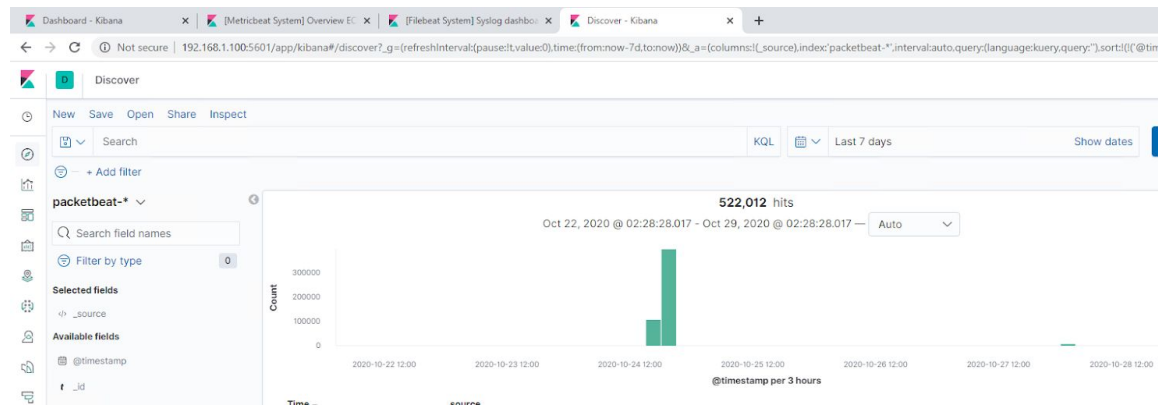 Dashboard - Kibana
[Metricbeat System] Overview EC
[Filebeat System] Syslog dashboa
Discover - Kibana
Not secure | 192.168.1.100:5601/app/kibana#/discover?_g=(refreshInterval:(pause:!t,value:0),time:(from:now-7d,to:now))&_a=(columns:!(_source),index:'packetbeat-*',interval:auto,query:(language:kuery,query:''),sort:!(!('@tim
D Discover
New Save Open Share Inspect
Search KQL Last 7 days Show dates
+ Add filter
packetbeat-*
Search field names
Filter by type 0
Selected fields
</> _source
Available fields
@timestamp
t _id
522,012 hits
Oct 22, 2020 @ 02:28:28.017 - Oct 29, 2020 @ 02:28:28.017 — Auto
Count
300000
200000
100000
0
2020-10-22 12:00 2020-10-23 12:00 2020-10-24 12:00 2020-10-25 12:00 2020-10-26 12:00 2020-10-27 12:00 2020-10-28 12:00
@timestamp per 3 hours
Time _source